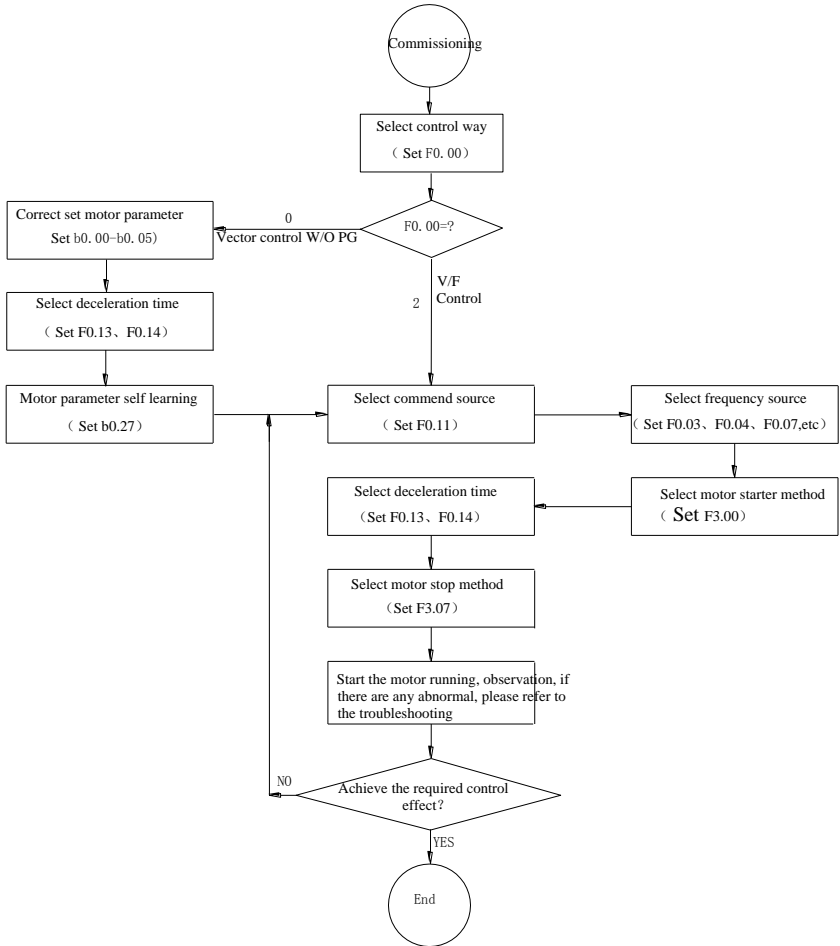 Commissioning
Select control way
（ Set F0.00）
F0.00=?
0
Vector control W/O PG
Correct set motor parameter
Set b0.00-b0.05)
Select deceleration time
（ Set F0.13、F0.14）
Motor parameter self learning
（ Set b0.27）
V/F
Control
2
Select commend source
（ Set F0.11）
Select frequency source
（Set F0.03、F0.04、F0.07,etc）
Select motor starter method
（ Set F3.00）
Select deceleration time
（Set F0.13、F0.14）
Select motor stop method
（Set F3.07）
Start the motor running, observation, if
there are any abnormal, please refer to
the troubleshooting
Achieve the required control
effect？
NO
YES
End